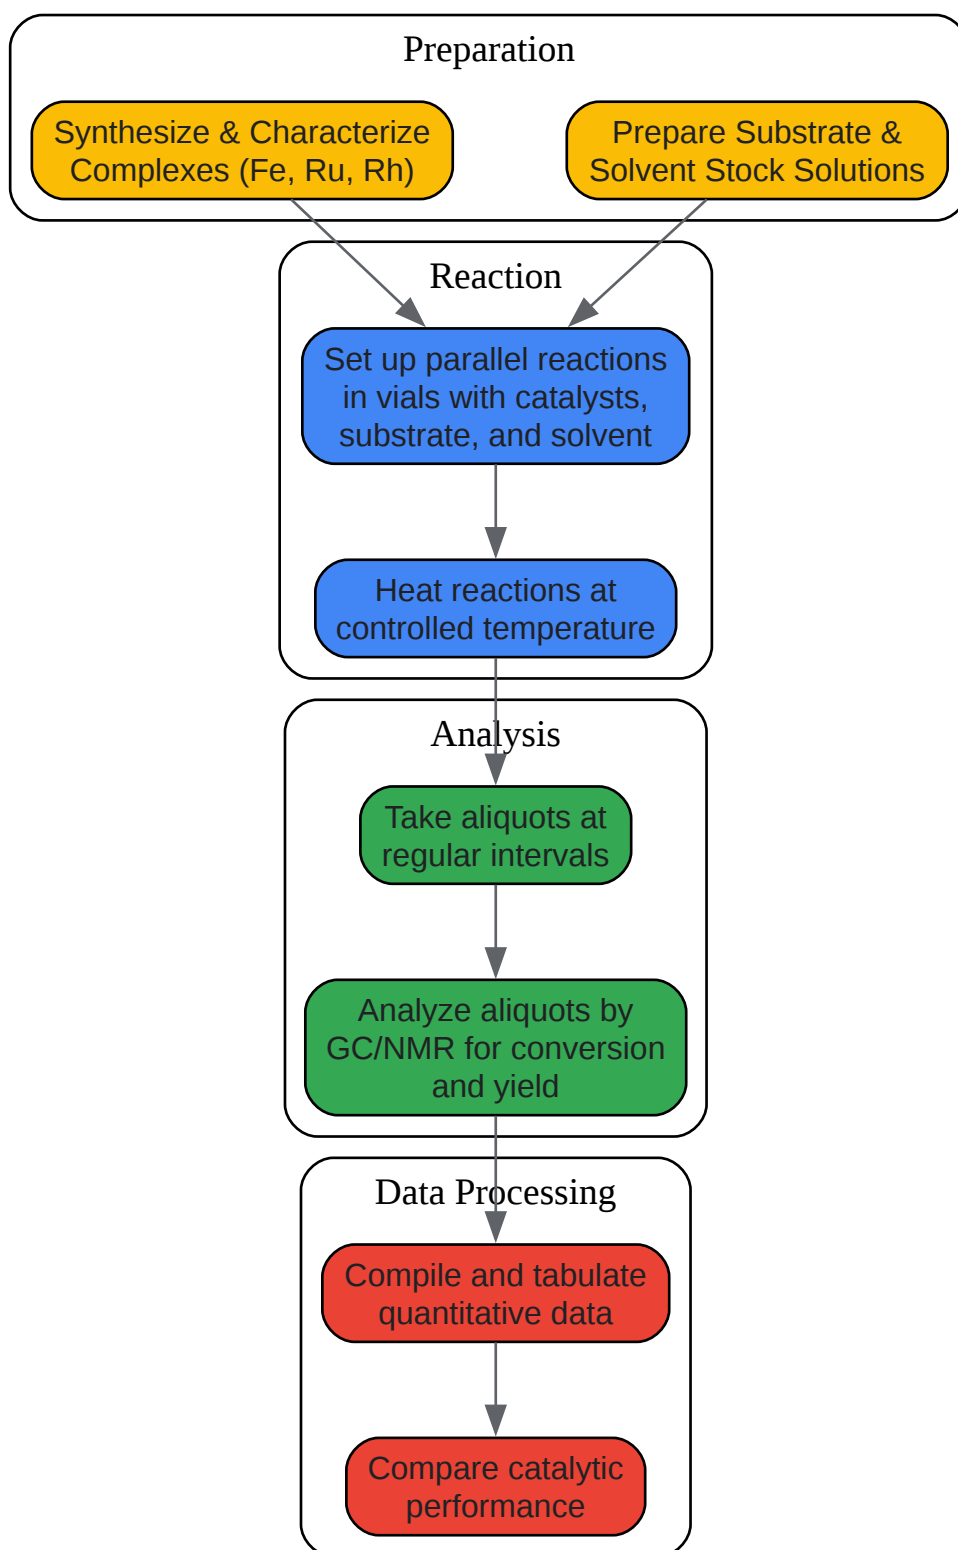 Preparation
Synthesize & Characterize
Complexes (Fe, Ru, Rh)
Prepare Substrate &
Solvent Stock Solutions
Reaction
Set up parallel reactions
in vials with catalysts,
substrate, and solvent
Heat reactions at
controlled temperature
Analysis
Take aliquots at
regular intervals
Analyze aliquots by
GC/NMR for conversion
and yield
Data Processing
Compile and tabulate
quantitative data
Compare catalytic
performance